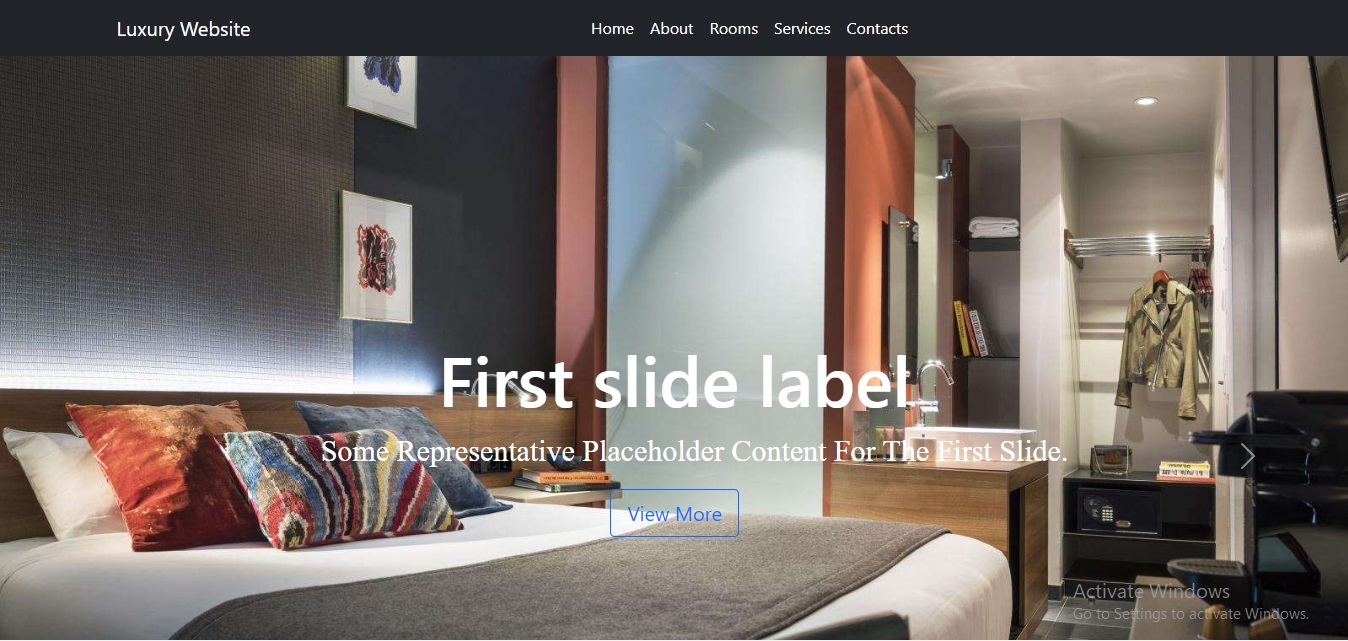 Luxury Website
Home About Rooms Services Contacts
First slide label
Some Representative Placeholder Content For The First Slide.
View More
Activate Windows
Go to Settings to activate Windows.